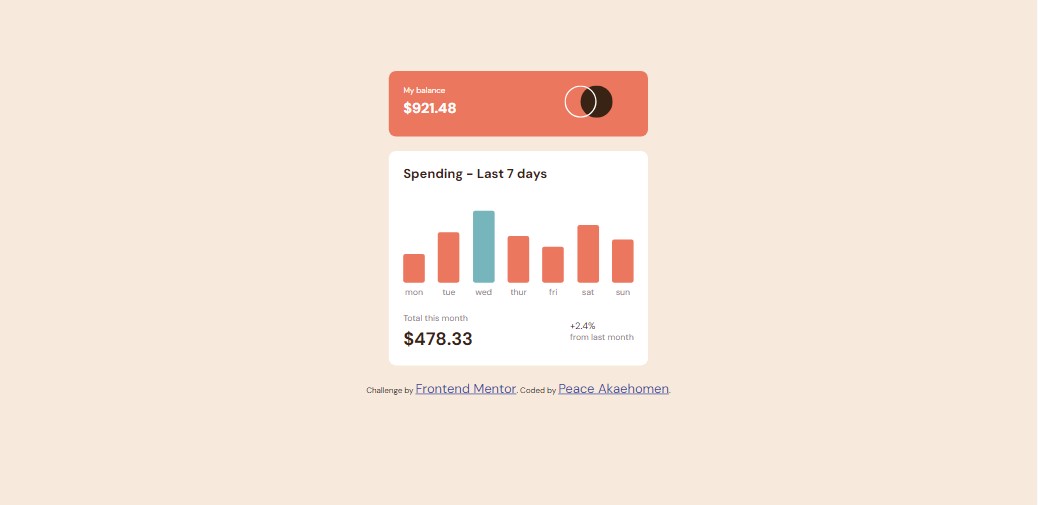 My balance
$921.48
Spending - Last 7 days
mon tue wed thur fri sat sun
Total this month
$478.33
+2.4%
from last month
Challenge by Frontend Mentor. Coded by Peace Akaehomen.